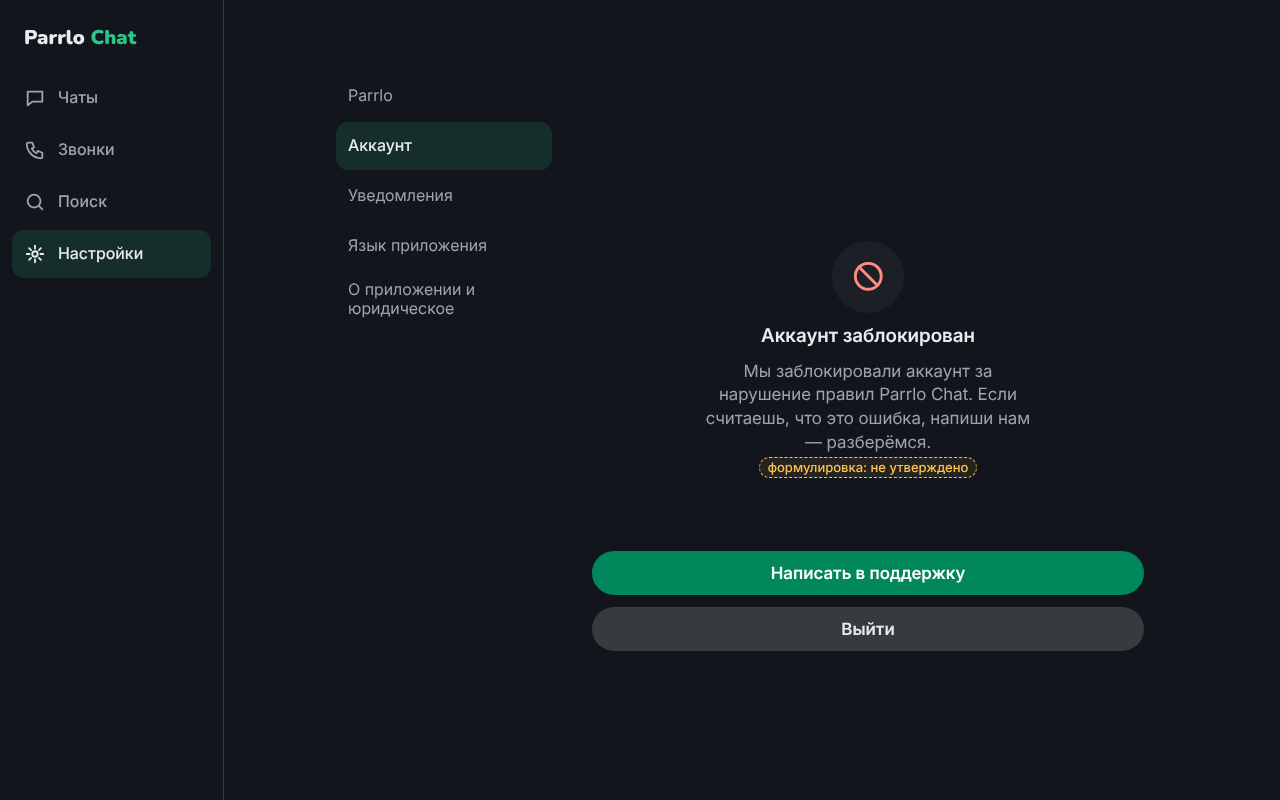 Parrlo Chat
Чаты
Звонки
Поиск
Настройки
Parrlo
Аккаунт
Уведомления
Язык приложения
О приложении и
юридическое
Аккаунт заблокирован
Мы заблокировали аккаунт за
нарушение правил Parrlo Chat. Если
считаешь, что это ошибка, напиши нам
— разберёмся.
формулировка: не утверждено
Написать в поддержку
Выйти